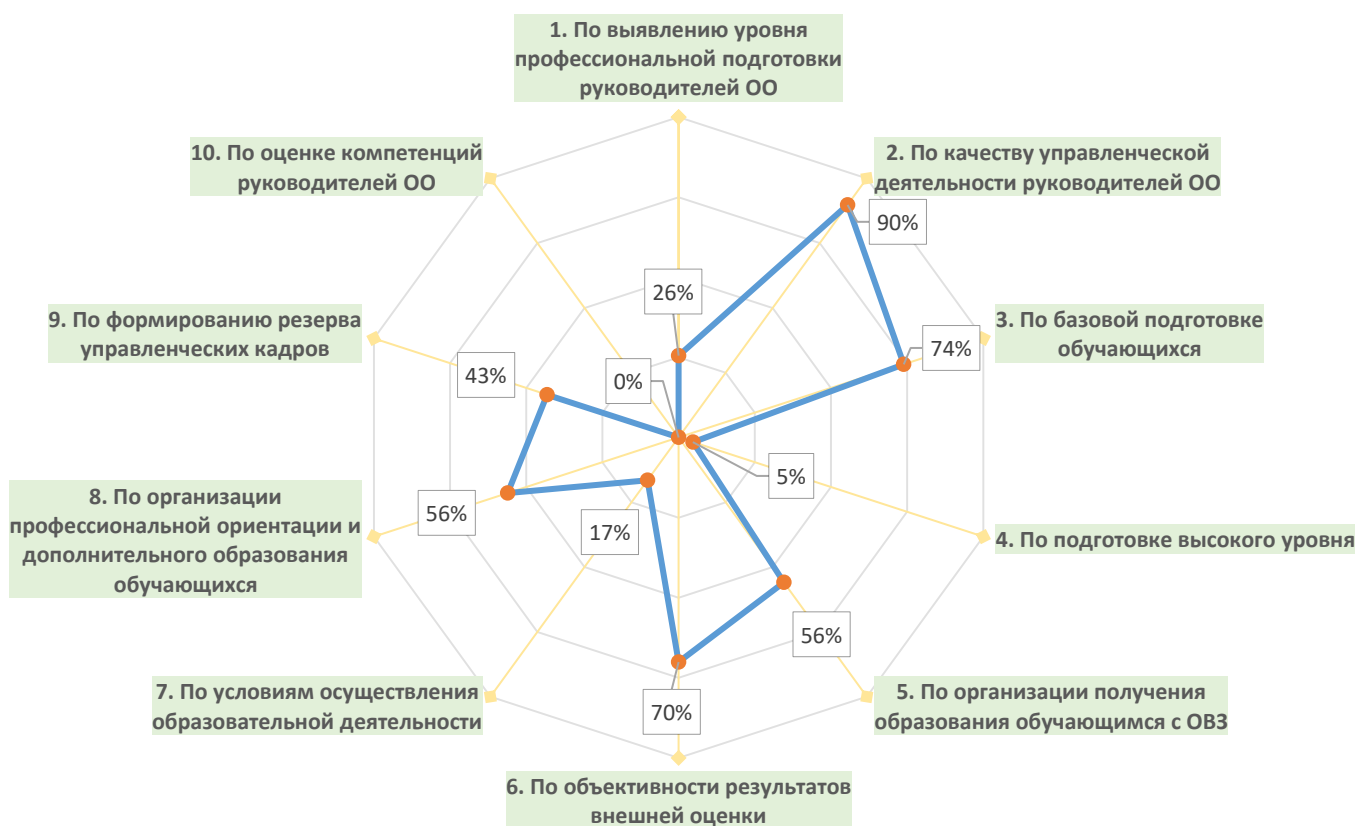 1. По выявлению уровня
профессиональной подготовки
руководителей ОО
2. По качеству управленческой
деятельности руководителей ОО
90%
3. По базовой подготовке
обучающихся
74%
4. По подготовке высокого уровня
5%
5. По организации получения
образования обучающимся с ОВЗ
56%
6. По объективности результатов
внешней оценки
70%
7. По условиям осуществления
образовательной деятельности
17%
8. По организации
профессиональной ориентации и
дополнительного образования
обучающихся
56%
9. По формированию резерва
управленческих кадров
43%
10. По оценке компетенций
руководителей ОО
0%
26%